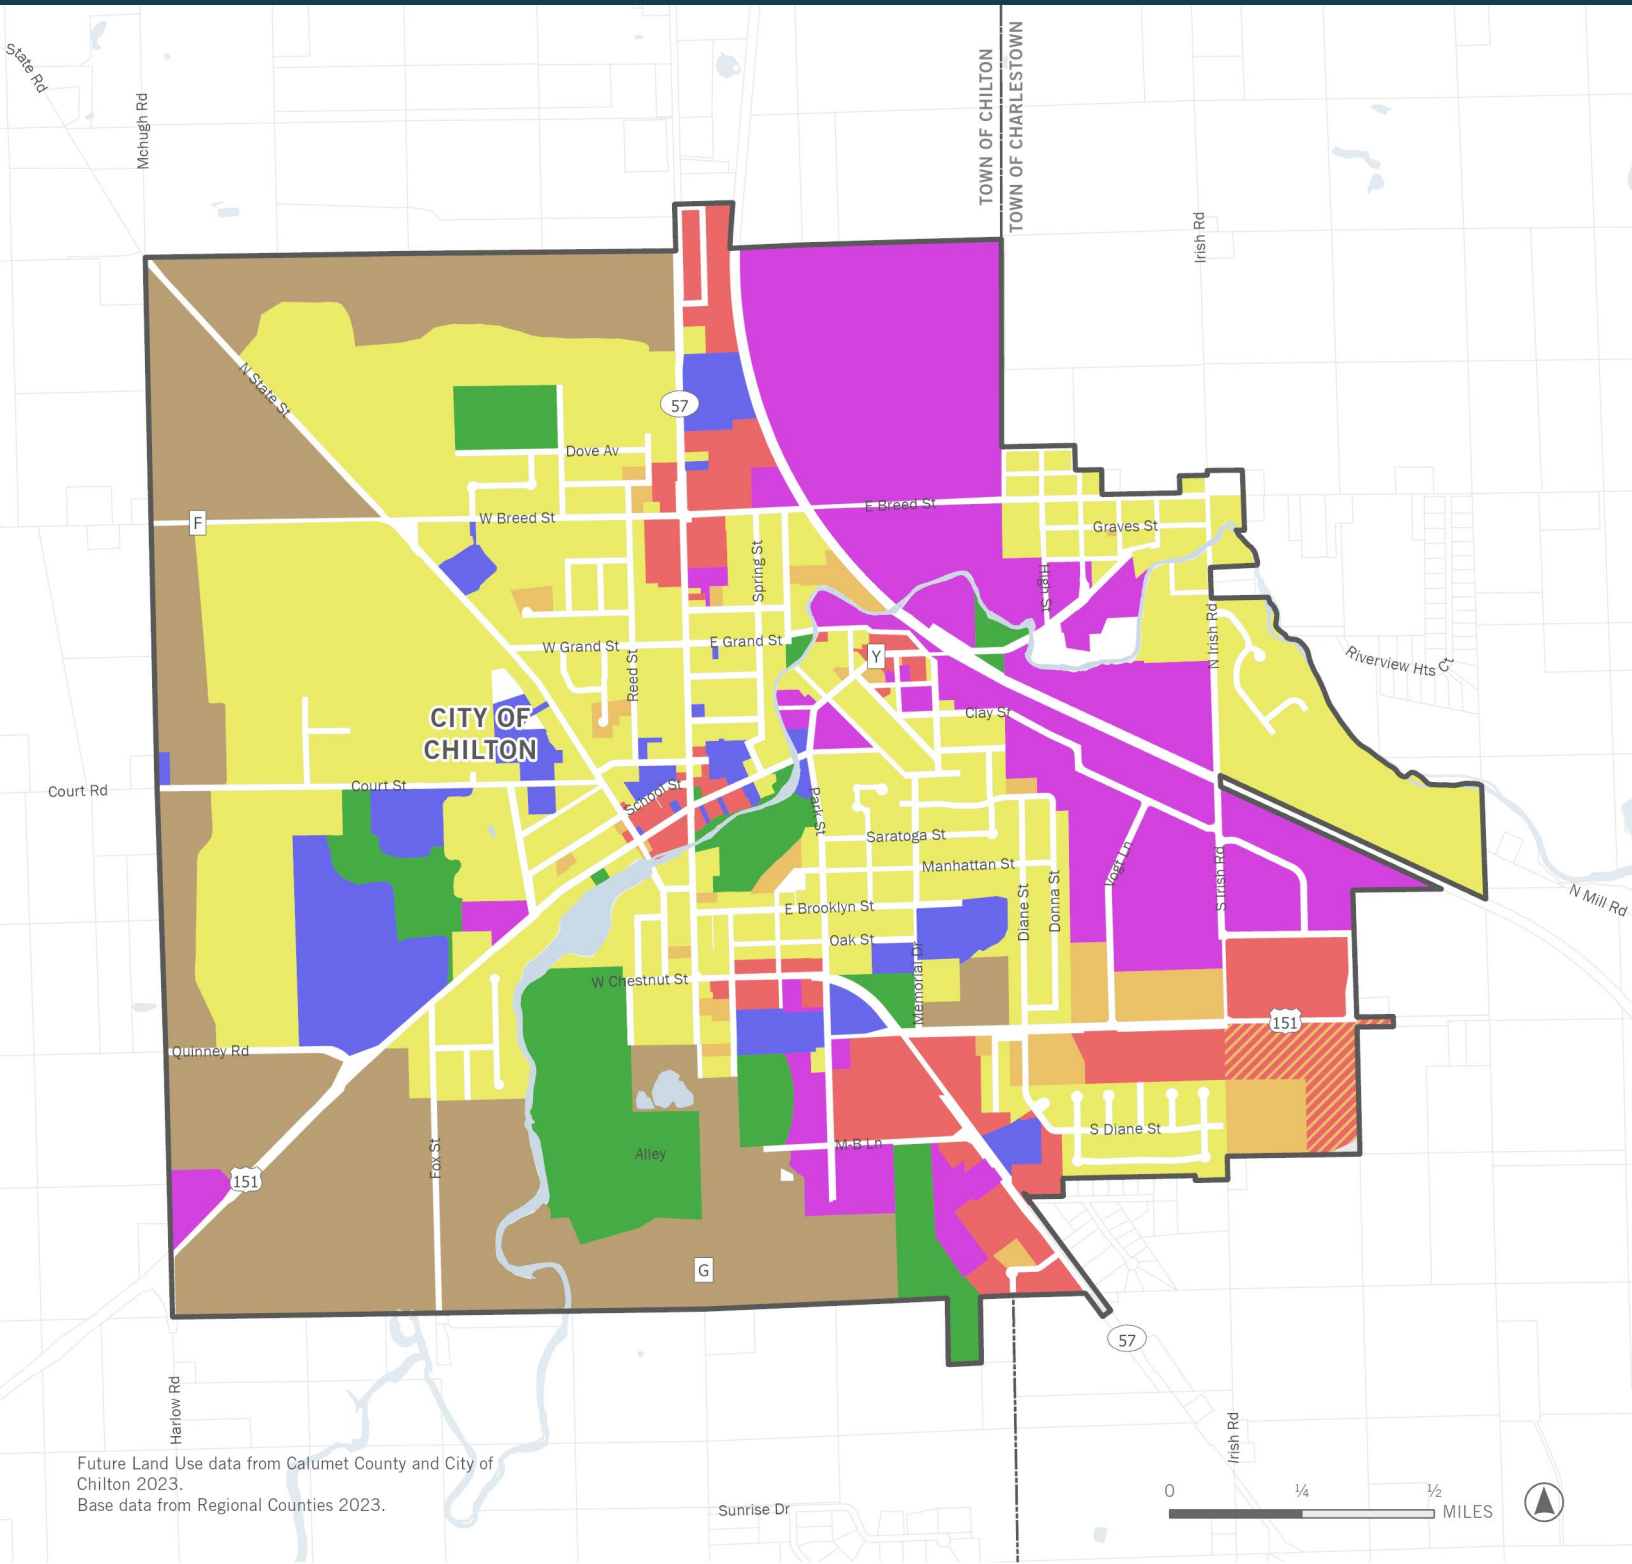 State Rd
Mchugh Rd
TOWN OF CHILTON
TOWN OF CHARLESTOWN
Irish Rd
N State St
57
Dove Av
F
W Breed St
E Breed St
Graves St
Spring St
High St
W Grand St
E Grand St
Reed St
Y
N Irish Rd
Riverview Hts Ct
CITY OF
CHILTON
Clay St
Court Rd
Court St
School St
Park St
Saratoga St
Manhattan St
Vogt Ln
S Irish Rd
N Mill Rd
E Brooklyn St
Diane St
Donna St
Oak St
Memorial Dr
W Chestnut St
151
Quinney Rd
Fox St
M-B Ln
S Diane St
Alley
151
G
57
Harlow Rd
Irish Rd
Future Land Use data from Calumet County and City of
Chilton 2023.
Base data from Regional Counties 2023.
Sunrise Dr
0 ¼ ½
MILES